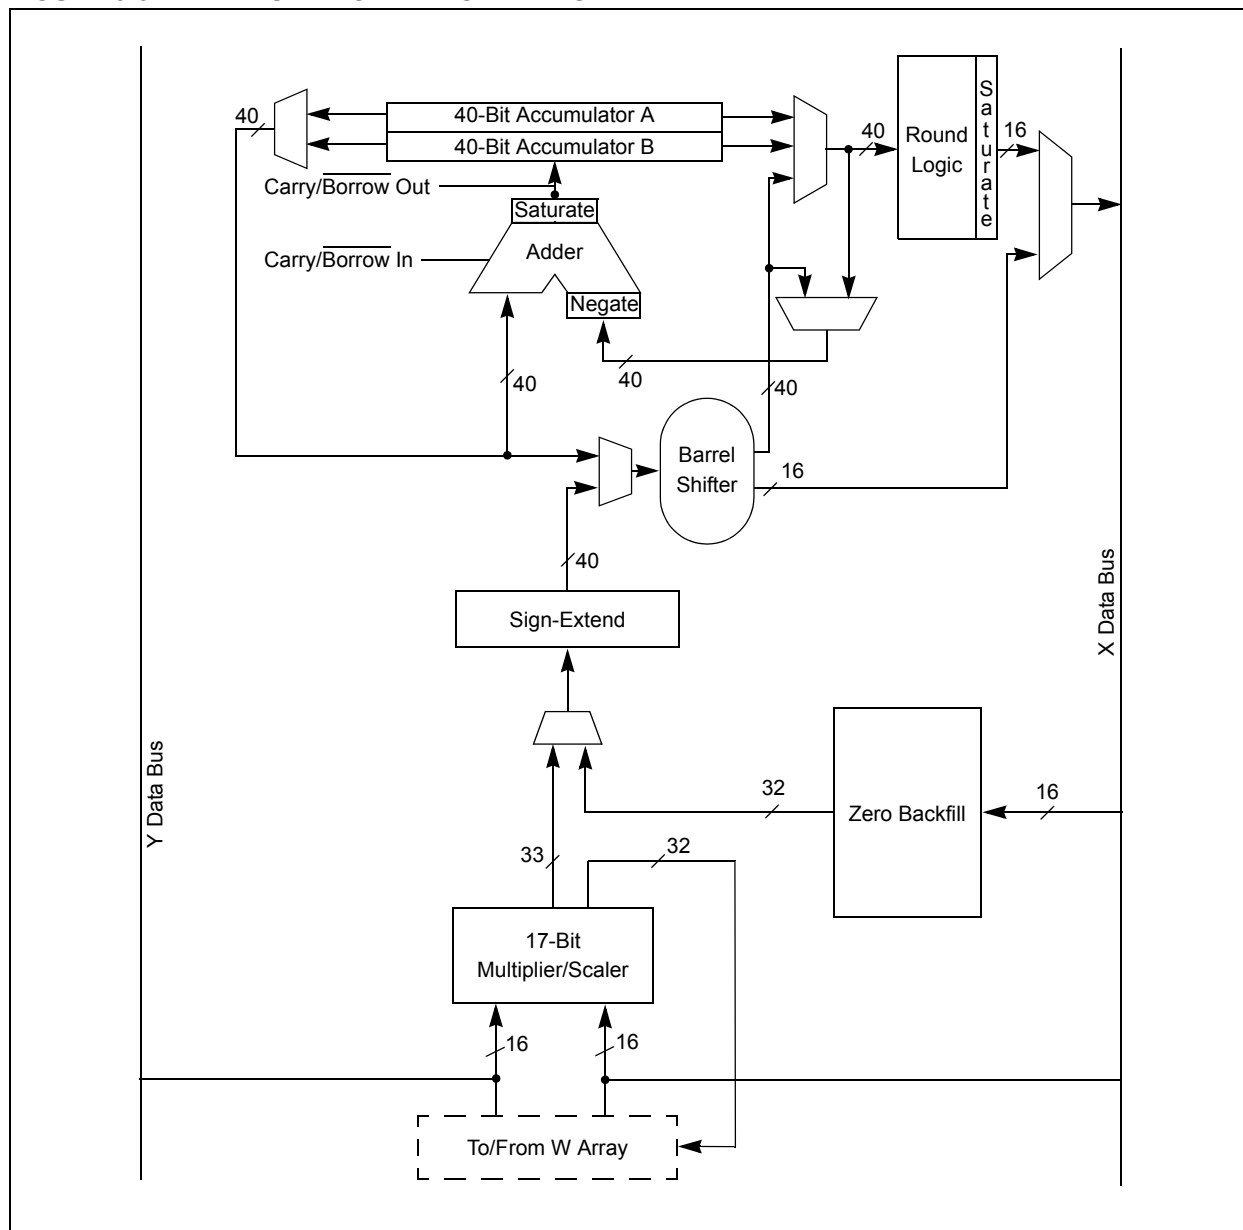 40
40-Bit Accumulator A
40-Bit Accumulator B
40
Round
Logic
Saturate
16
Carry/Borrow Out
Saturate
Carry/Borrow In
Adder
Negate
40
40
40
Barrel
Shifter
16
40
Sign-Extend
X Data Bus
Y Data Bus
32
Zero Backfill
16
33
32
17-Bit
Multiplier/Scaler
16
16
To/From W Array